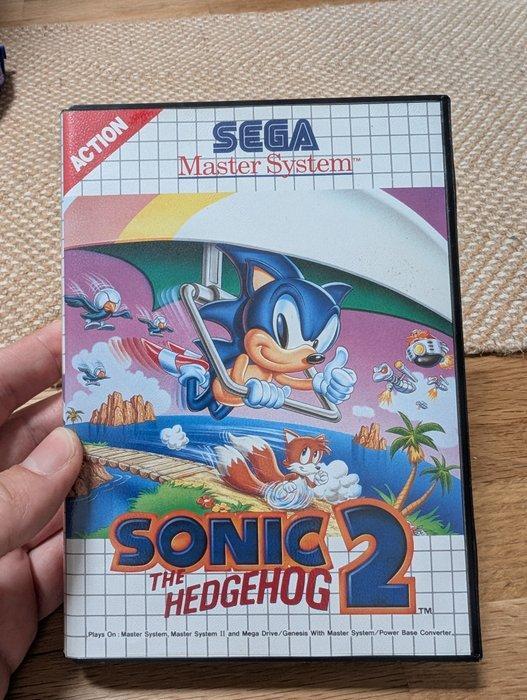 ACTION
SEGA
Master System™
SONIC
THE
HEDGEHOG
2
TM
Plays On : Master System, Master System II and Mega Drive/Genesis With Master System/Power Base Converter.